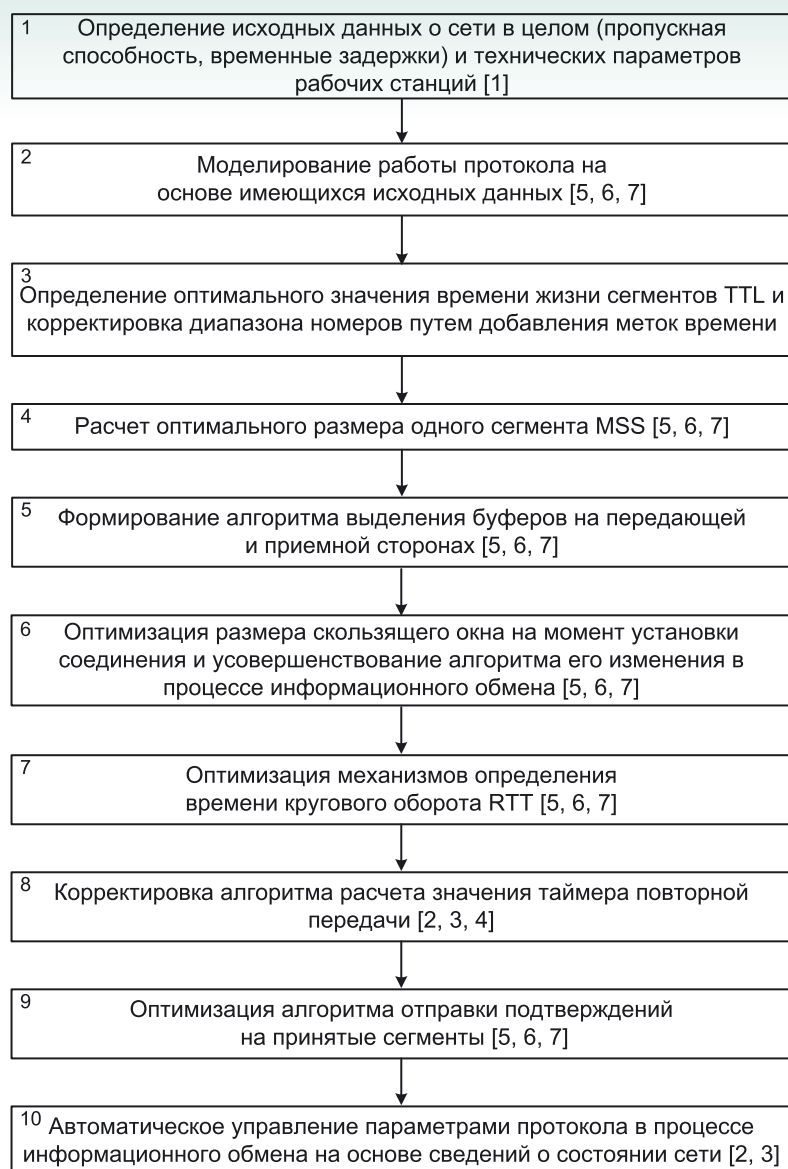 1 Определение исходных данных о сети в целом (пропускная
способность, временные задержки) и технических параметров
рабочих станций [1]
2 Моделирование работы протокола на
основе имеющихся исходных данных [5, 6, 7]
3
Определение оптимального значения времени жизни сегментов TTL и
корректировка диапазона номеров путем добавления меток времени
4 Расчет оптимального размера одного сегмента MSS [5, 6, 7]
5 Формирование алгоритма выделения буферов на передающей
и приемной сторонах [5, 6, 7]
6 Оптимизация размера скользящего окна на момент установки
соединения и усовершенствование алгоритма его изменения в
процессе информационного обмена [5, 6, 7]
7 Оптимизация механизмов определения
времени кругового оборота RTT [5, 6, 7]
8 Корректировка алгоритма расчета значения таймера повторной
передачи [2, 3, 4]
9 Оптимизация алгоритма отправки подтверждений
на принятые сегменты [5, 6, 7]
10 Автоматическое управление параметрами протокола в процессе
информационного обмена на основе сведений о состоянии сети [2, 3]